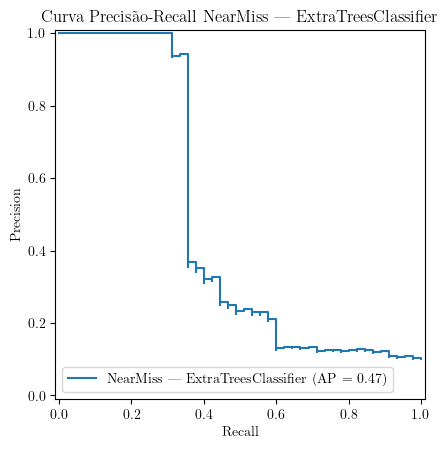 Curva Precisão-Recall NearMiss — ExtraTreesClassifier
1.0
0.8
0.6
0.4
0.2
0.0
Precision
NearMiss — ExtraTreesClassifier (AP = 0.47)
0.0 0.2 0.4 0.6 0.8 1.0
Recall